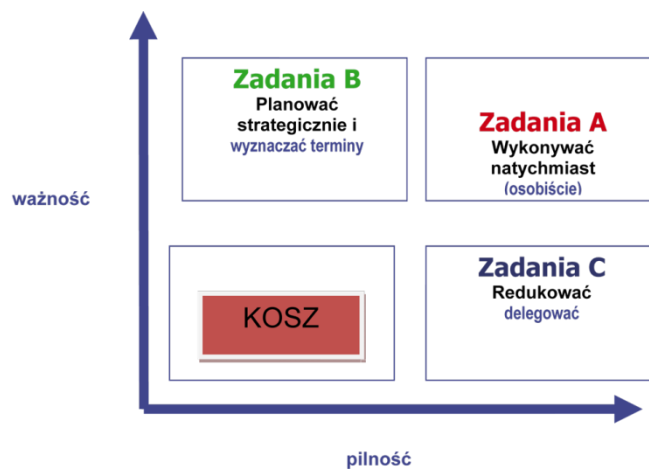 Zadania B
Planować
strategicznie i
wyznaczać terminy
Zadania A
Wykonywać
natychmiast
(osobiście)
ważność
KOSZ
Zadania C
Redukować
delegować
pilność